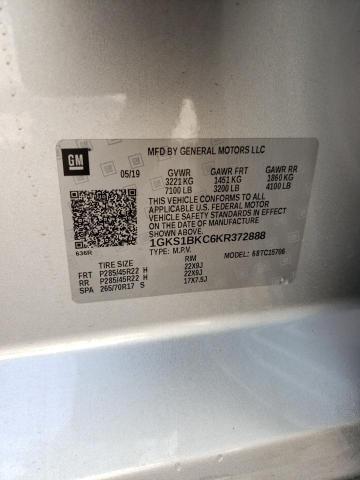 GM
MFD BY GENERAL MOTORS LLC
05/19 GVWR GAWR FRT GAWR RR
3221 KG 1451 KG 1860 KG
7100 LB 3200 LB 4100 LB
THIS VEHICLE CONFORMS TO ALL
APPLICABLE U.S. FEDERAL MOTOR
VEHICLE SAFETY STANDARDS IN
EFFECT ON THE DATE OF
MANUFACTURE SHOWN ABOVE.
1GKS1BKC6KR372888
636R TYPE: M.P.V. MODEL: 6BTC15706
TIRE SIZE RIM
FRT P285/45R22 H 22X9J
RR P285/45R22 H 22X9J
SPA 265/70R17 S 17X7.5J